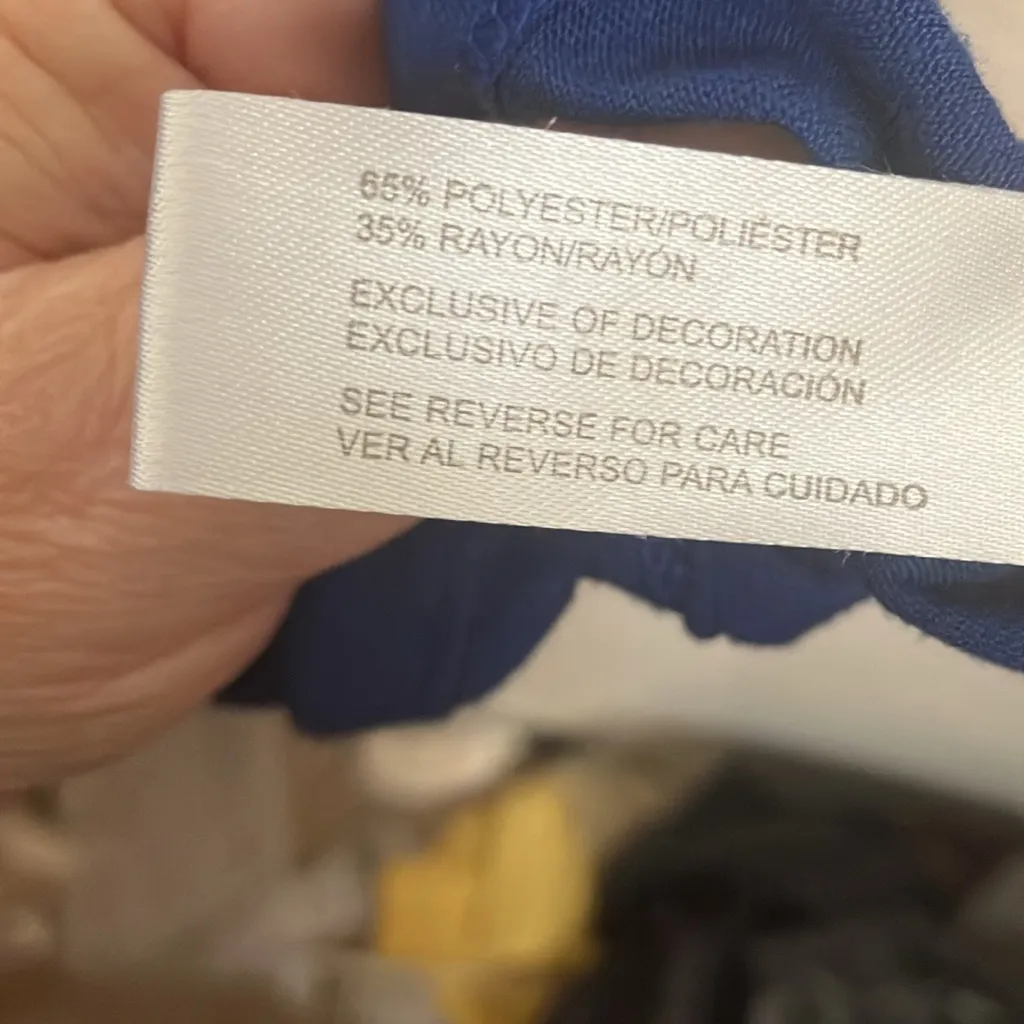 65% POLYESTER/POLIÉSTER
35% RAYON/RAYÓN
EXCLUSIVE OF DECORATION
EXCLUSIVO DE DECORACIÓN
SEE REVERSE FOR CARE
VER AL REVERSO PARA CUIDADO